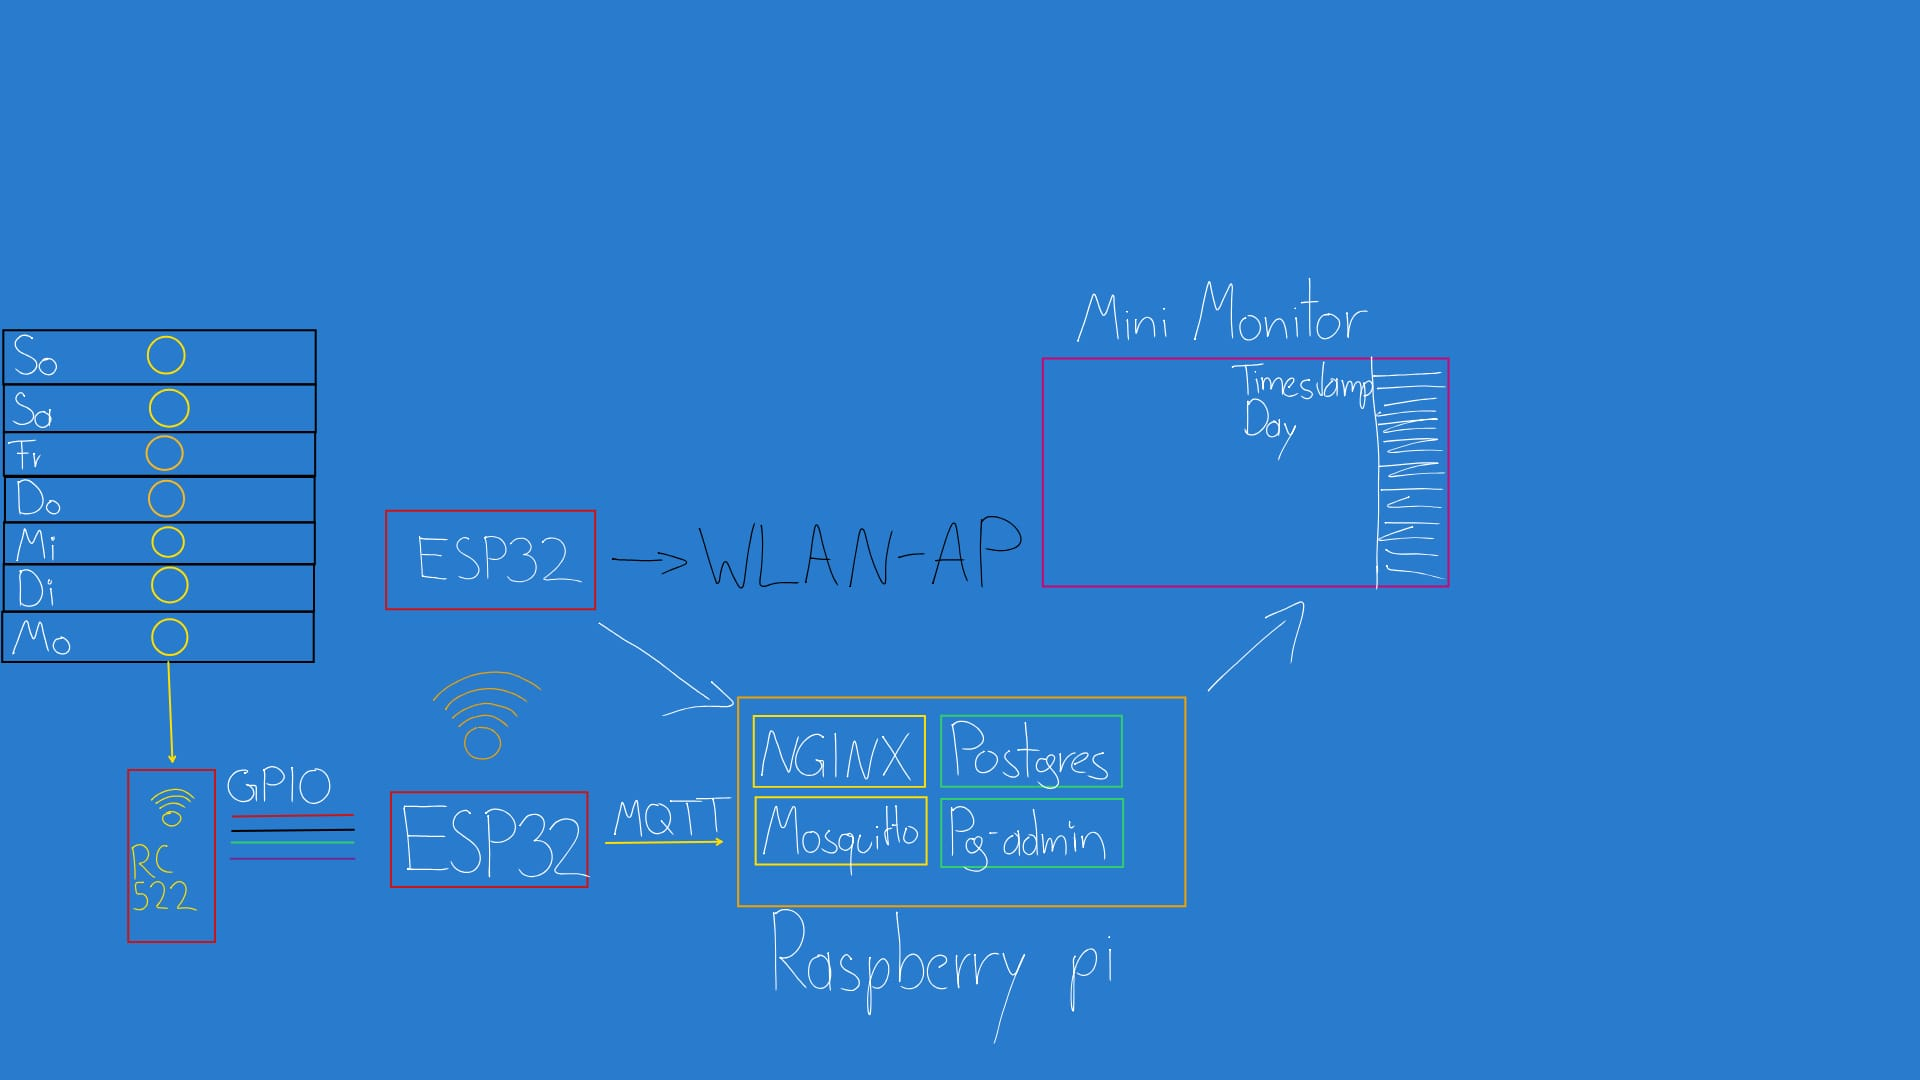 Mini Monitor
So
Sa
Fr
Do
Mi
Di
Mo
Timestamp
Day
ESP32
WLAN-AP
NGINX
Postgres
Mosquitto
Pg-admin
GPIO
RC
522
ESP32
MQTT
Raspberry pi